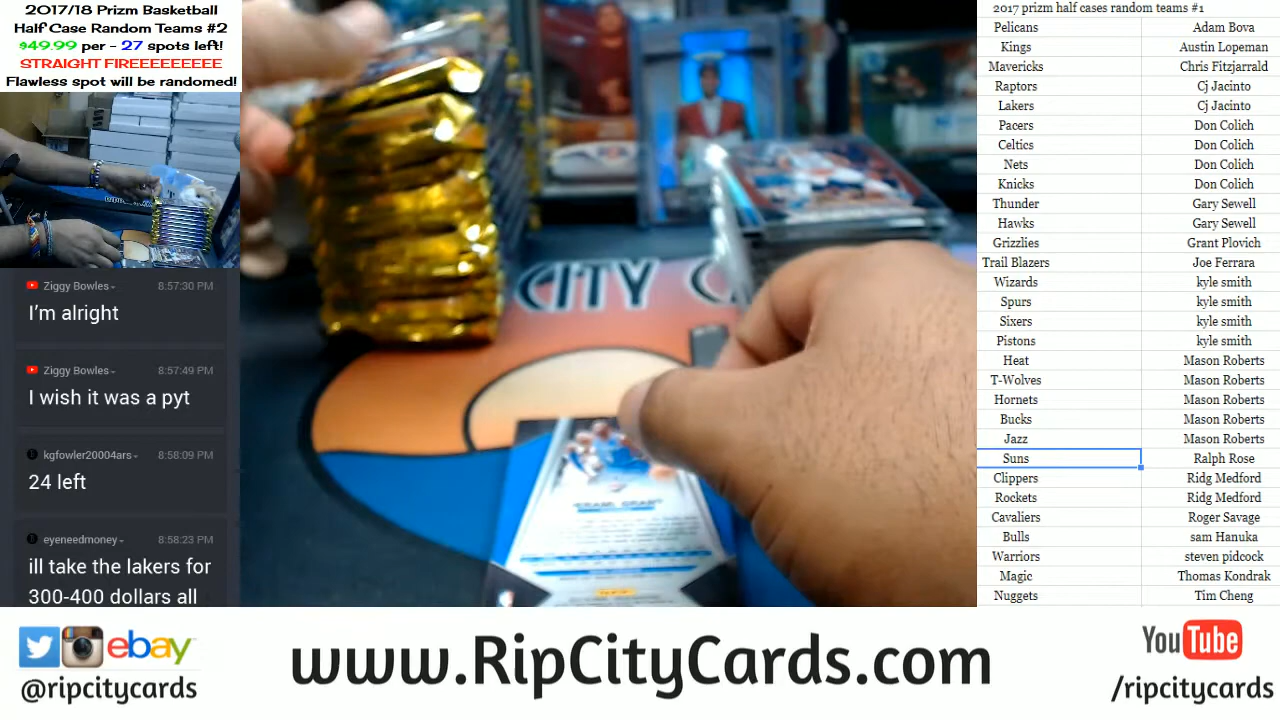 2017/18 Prizm Basketball
Half Case Random Teams #2
$49.99 per - 27 spots left!
STRAIGHT FIREEEEEEEEE
Flawless spot will be randomed!
Ziggy Bowles 8:57:30 PM
I'm alright
Ziggy Bowles 8:57:49 PM
I wish it was a pyt
kgfowler20004ars 8:58:09 PM
24 left
eyeneedmoney 8:58:23 PM
ill take the lakers for
300-400 dollars all
CITY
2017 prizm half cases random teams #1
Pelicans Adam Bova
Kings Austin Lopeman
Mavericks Chris Fitzjarrald
Raptors Cj Jacinto
Lakers Cj Jacinto
Pacers Don Colich
Celtics Don Colich
Nets Don Colich
Knicks Don Colich
Thunder Gary Sewell
Hawks Gary Sewell
Grizzlies Grant Plovich
Trail Blazers Joe Ferrara
Wizards kyle smith
Spurs kyle smith
Sixers kyle smith
Pistons kyle smith
Heat Mason Roberts
T-Wolves Mason Roberts
Hornets Mason Roberts
Bucks Mason Roberts
Jazz Mason Roberts
Suns Ralph Rose
Clippers Ridg Medford
Rockets Ridg Medford
Cavaliers Roger Savage
Bulls sam Hanuka
Warriors steven pidcock
Magic Thomas Kondrak
Nuggets Tim Cheng
ebay
@ripcitycards
www.RipCityCards.com
YouTube
/ripcitycards